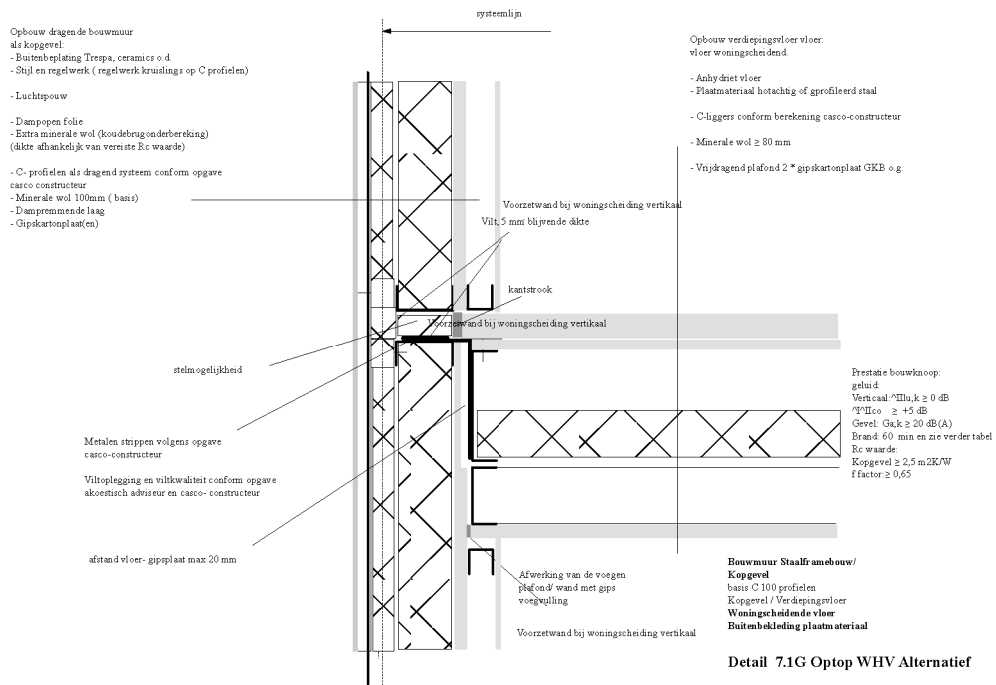 systeemlijn
Opbouw dragende bouwmuur
als kopgevel:
- Buitenbeplating Trespa, ceramics o.d.
- Stijl en regelwerk ( regelwerk kruislings op C profielen)
- Luchtspouw
- Dampopen folie
- Extra minerale wol (koudebrugonderbereking)
(dikte afhankelijk van vereiste Rc waarde)
- C- profielen als dragend systeem conform opgave
casco constructeur
- Minerale wol 100mm ( basis)
- Dampremmende laag
- Gipskartonplaat(en)
Opbouw verdiepingsvloer vloer:
vloer woningscheidend.
- Anhydriet vloer
- Plaatmateriaal hotachtig of gprofileerd staal
- C-liggers conform berekening casco-constructeur
- Minerale wol ≥ 80 mm
- Vrijdragend plafond 2 * gipskartonplaat GKB o.g.
Voorzetwand bij woningscheiding vertikaal
Vilt, 5 mm blijvende dikte
kantstrook
Voorzetwand bij woningscheiding vertikaal
stelmogelijkheid
Metalen strippen volgens opgave
casco-constructeur
Viltoplegging en viltkwaliteit conform opgave
akoestisch adviseur en casco- constructeur
afstand vloer- gipsplaat max 20 mm
Prestatie bouwknoop:
geluid:
Verticaal:^IIlu;k ≥ 0 dB
^I^IIco ≥ +5 dB
Gevel: Ga;k ≥ 20 dB(A)
Brand: 60 min en zie verder tabel
Rc waarde:
Kopgevel ≥ 2,5 m2K/W
f factor:≥ 0,65
Afwerking van de voegen
plafond/ wand met gips
voegvulling
Voorzetwand bij woningscheiding vertikaal
Bouwmuur Staalframebouw/
Kopgevel
basis C 100 profielen
Kopgevel / Verdiepingsvloer
Woningscheidende vloer
Buitenbekleding plaatmateriaal
Detail 7.1G Optop WHV Alternatief